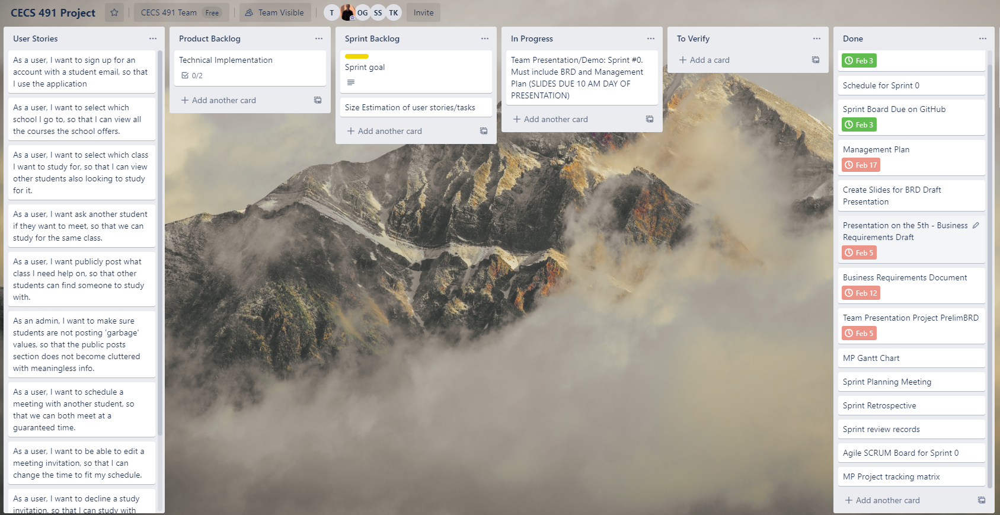 CECS 491 Project
CECS 491 Team Free
Team Visible
T
OG
SS
TK
Invite
User Stories
As a user, I want to sign up for an
account with a student email, so that
I use the application
As a user, I want to select which
school I go to, so that I can view all
the courses the school offers.
As a user, I want to select which class
I want to study for, so that I can view
other students also looking to study
for it.
As a user, I want ask another student
if they want to meet, so that we can
study for the same class.
As a user, I want publicly post what
class I need help on, so that other
students can find someone to study
with.
As an admin, I want to make sure
students are not posting 'garbage'
values, so that the public posts
section does not become cluttered
with meaningless info.
As a user, I want to schedule a
meeting with another student, so
that we can both meet at a
guaranteed time.
As a user, I want to be able to edit a
meeting invitation, so that I can
change the time to fit my schedule.
As a user, I want to decline a study
invitation, so that I can study with
Product Backlog
Technical Implementation
0/2
+ Add another card
Sprint Backlog
Sprint goal
Size Estimation of user stories/tasks
+ Add another card
In Progress
Team Presentation/Demo: Sprint #0.
Must include BRD and Management
Plan (SLIDES DUE 10 AM DAY OF
PRESENTATION)
+ Add another card
To Verify
+ Add a card
Done
Feb 3
Schedule for Sprint 0
Sprint Board Due on GitHub
Feb 3
Management Plan
Feb 17
Create Slides for BRD Draft
Presentation
Presentation on the 5th - Business
Requirements Draft
Feb 5
Business Requirements Document
Feb 12
Team Presentation Project PrelimBRD
Feb 5
MP Gantt Chart
Sprint Planning Meeting
Sprint Retrospective
Sprint review records
Agile SCRUM Board for Sprint 0
MP Project tracking matrix
+ Add another card